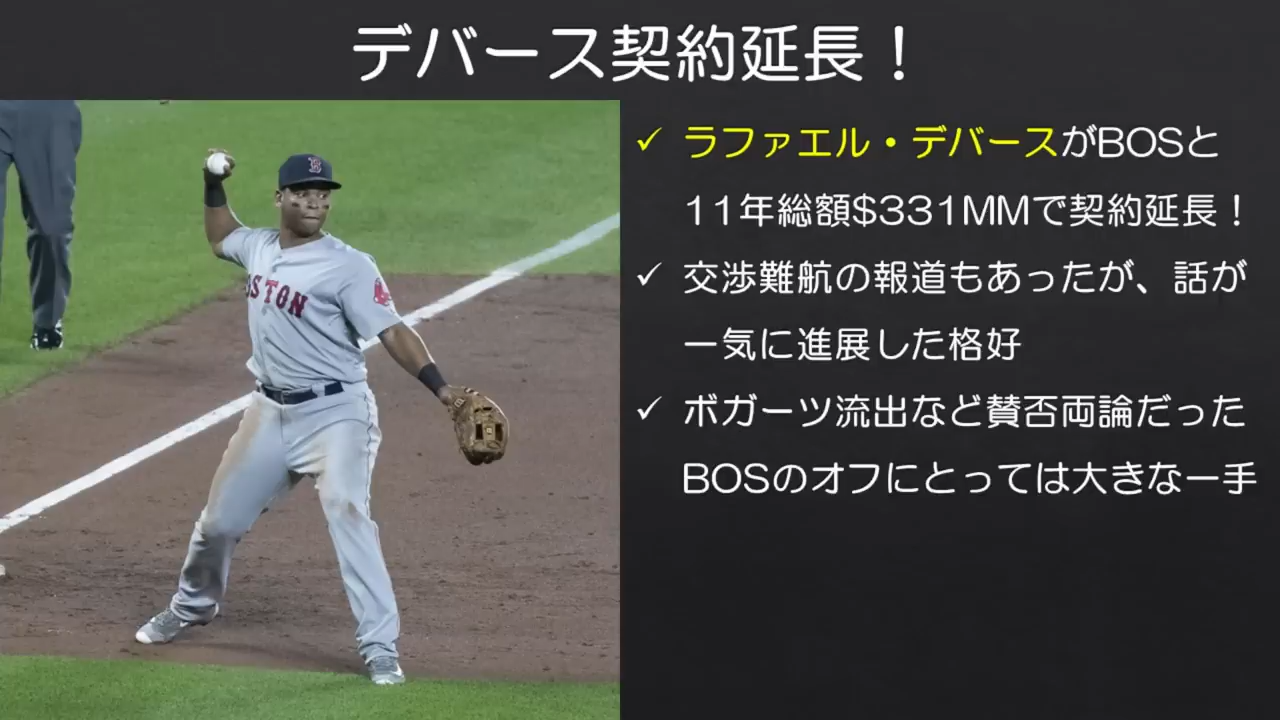 デバース契約延長！
✓ ラファエル・デバースがBOSと
11年総額$331MMで契約延長！
✓ 交渉難航の報道もあったが、話が
一気に進展した格好
✓ ボガーツ流出など賛否両論だった
BOSのオフにとっては大きな一手
B
OSTON